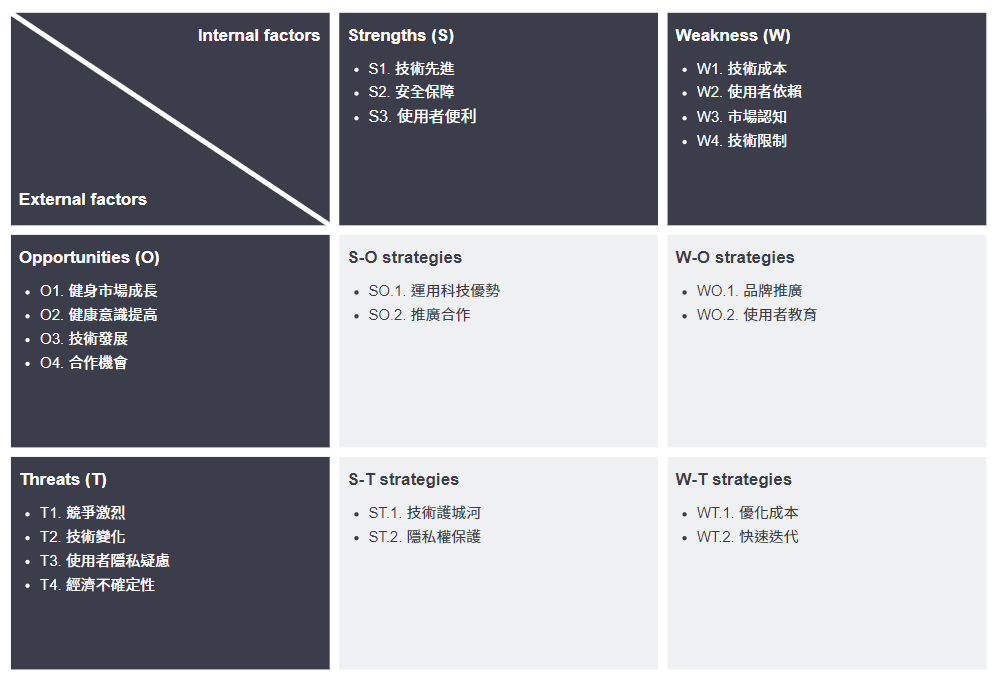 Internal factors
External factors
Strengths (S)
• S1. 技術先進
• S2. 安全保障
• S3. 使用者便利
Weakness (W)
• W1. 技術成本
• W2. 使用者依賴
• W3. 市場認知
• W4. 技術限制
Opportunities (O)
• O1. 健身市場成長
• O2. 健康意識提高
• O3. 技術發展
• O4. 合作機會
S-O strategies
• SO.1. 運用科技優勢
• SO.2. 推廣合作
W-O strategies
• WO.1. 品牌推廣
• WO.2. 使用者教育
Threats (T)
• T1. 競爭激烈
• T2. 技術變化
• T3. 使用者隱私疑慮
• T4. 經濟不確定性
S-T strategies
• ST.1. 技術護城河
• ST.2. 隱私權保護
W-T strategies
• WT.1. 優化成本
• WT.2. 快速迭代